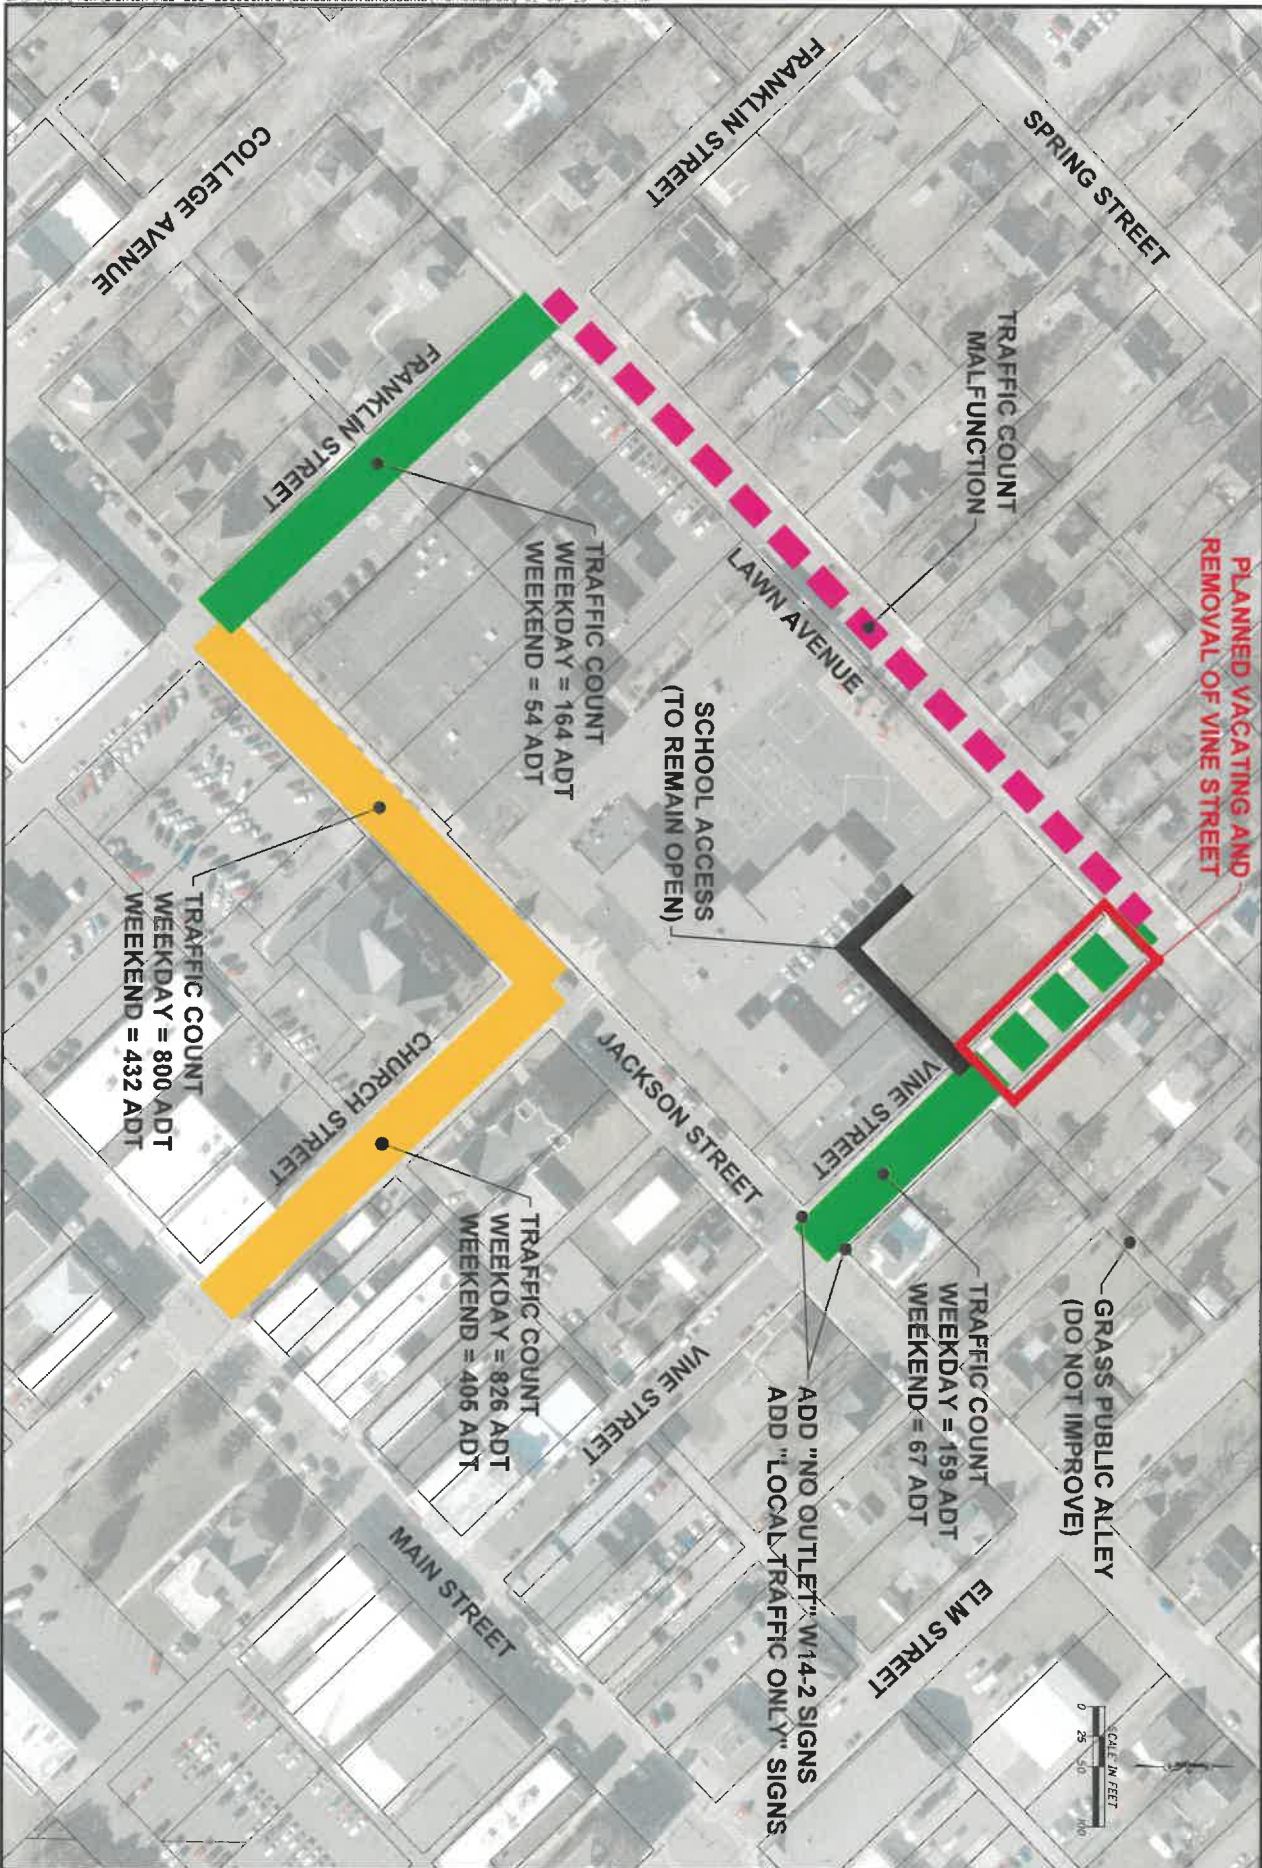 PLANNED VACATING AND
REMOVAL OF VINE STREET
SPRING STREET
FRANKLIN STREET
TRAFFIC COUNT
MALFUNCTION
COLLEGE AVENUE
LAWN AVENUE
FRANKLIN STREET
TRAFFIC COUNT
WEEKDAY = 164 ADT
WEEKEND = 54 ADT
SCHOOL ACCESS
(TO REMAIN OPEN)
VINE STREET
JACKSON STREET
CHURCH STREET
TRAFFIC COUNT
WEEKDAY = 800 ADT
WEEKEND = 432 ADT
TRAFFIC COUNT
WEEKDAY = 826 ADT
WEEKEND = 405 ADT
GRASS PUBLIC ALLEY
(DO NOT IMPROVE)
TRAFFIC COUNT
WEEKDAY = 159 ADT
WEEKEND = 67 ADT
ADD "NO OUTLET" W14-2 SIGNS
ADD "LOCAL TRAFFIC ONLY" SIGNS
VINE STREET
MAIN STREET
ELM STREET
SCALE IN FEET
0 25 50 100